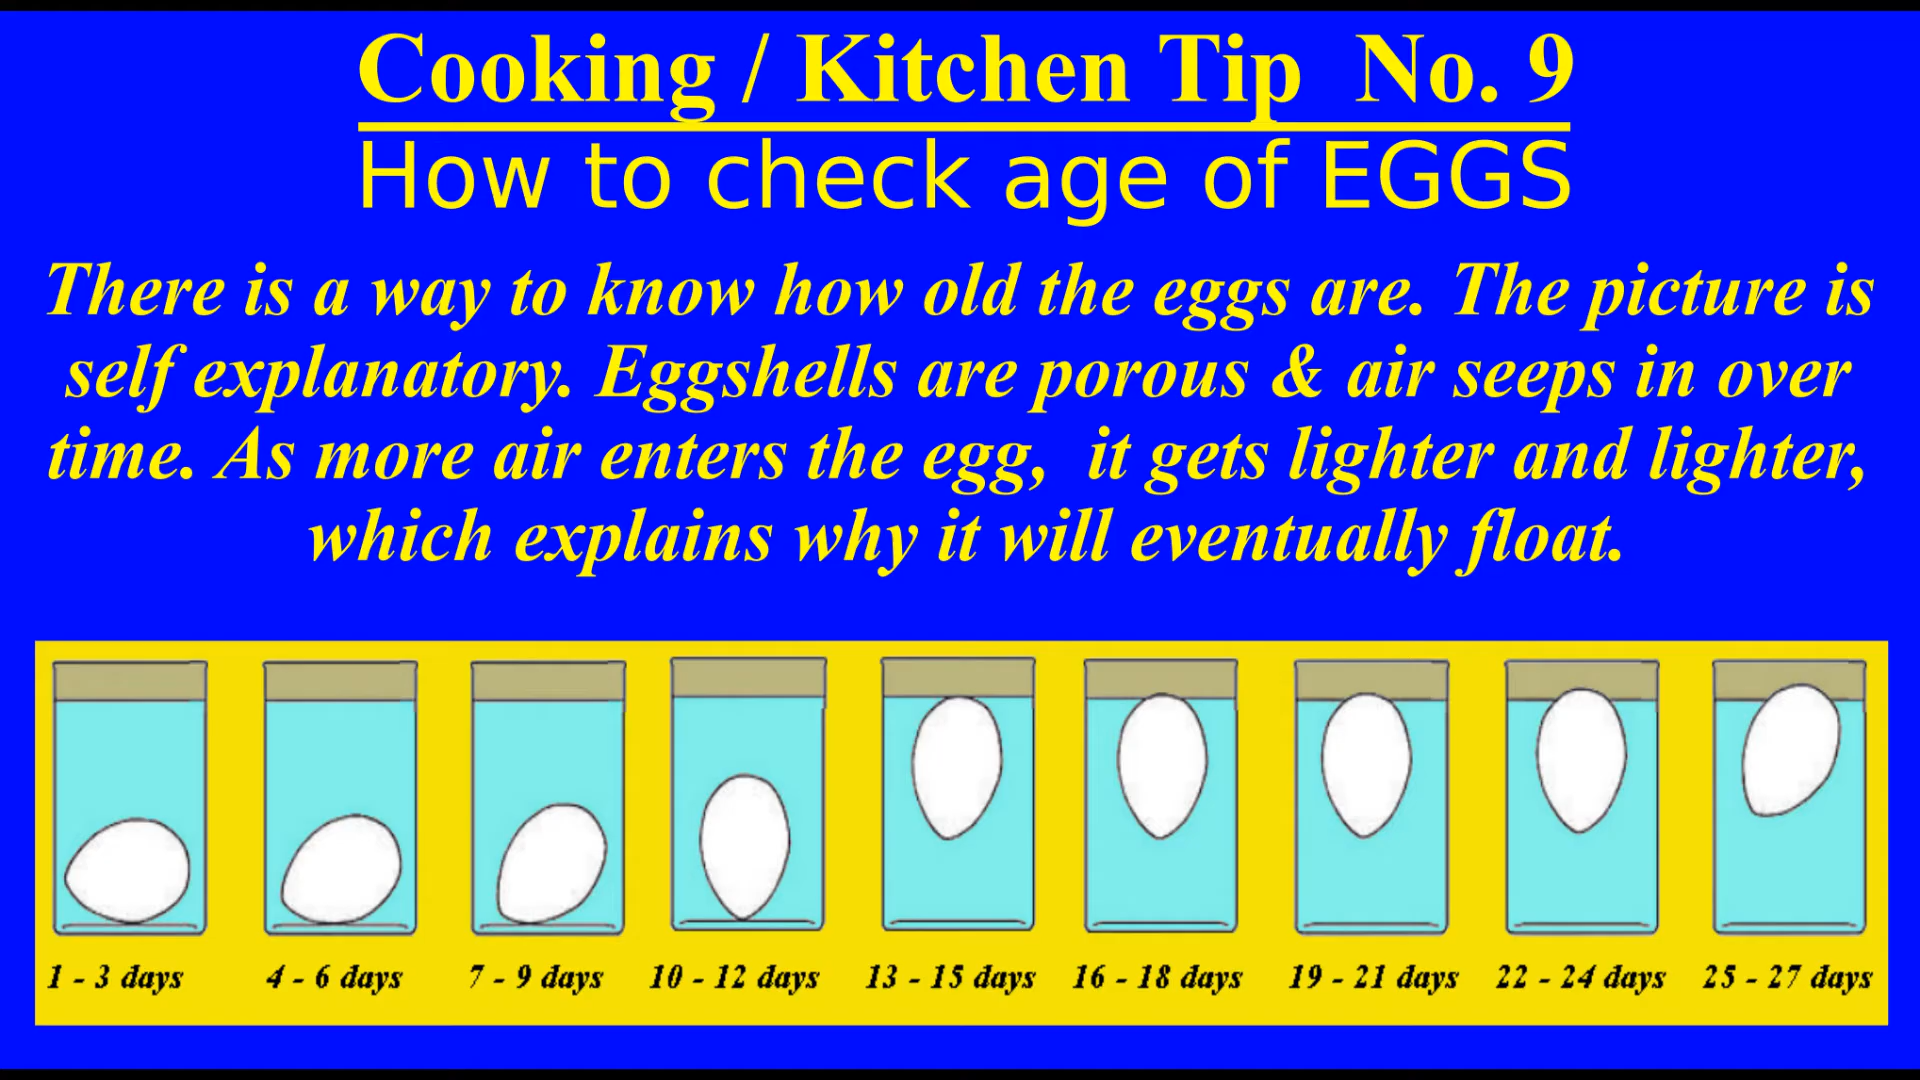 Cooking / Kitchen Tip No. 9
How to check age of EGGS
There is a way to know how old the eggs are. The picture is
self explanatory. Eggshells are porous & air seeps in over
time. As more air enters the egg, it gets lighter and lighter,
which explains why it will eventually float.
1 - 3 days 4 - 6 days 7 - 9 days 10 - 12 days 13 - 15 days 16 - 18 days 19 - 21 days 22 - 24 days 25 - 27 days